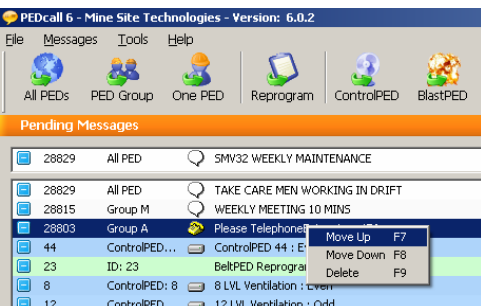 PEDcall 6 - Mine Site Technologies - Version: 6.0.2
File Messages Tools Help
All PEDs PED Group One PED Reprogram ControlPED BlastPED
Pending Messages
28829 All PED SMV32 WEEKLY MAINTENANCE
28829 All PED TAKE CARE MEN WORKING IN DRIFT
28815 Group M WEEKLY MEETING 10 MINS
28803 Group A Please Telephone
Move Up F7
44 ControlPED... ControlPED 44 : E
Move Down F8
23 ID: 23 BeltPED Reprogra
Delete F9
8 ControlPED: 8 8 LVL Ventilation : Even
12 ControlPED 12 LVL Ventilation : Odd